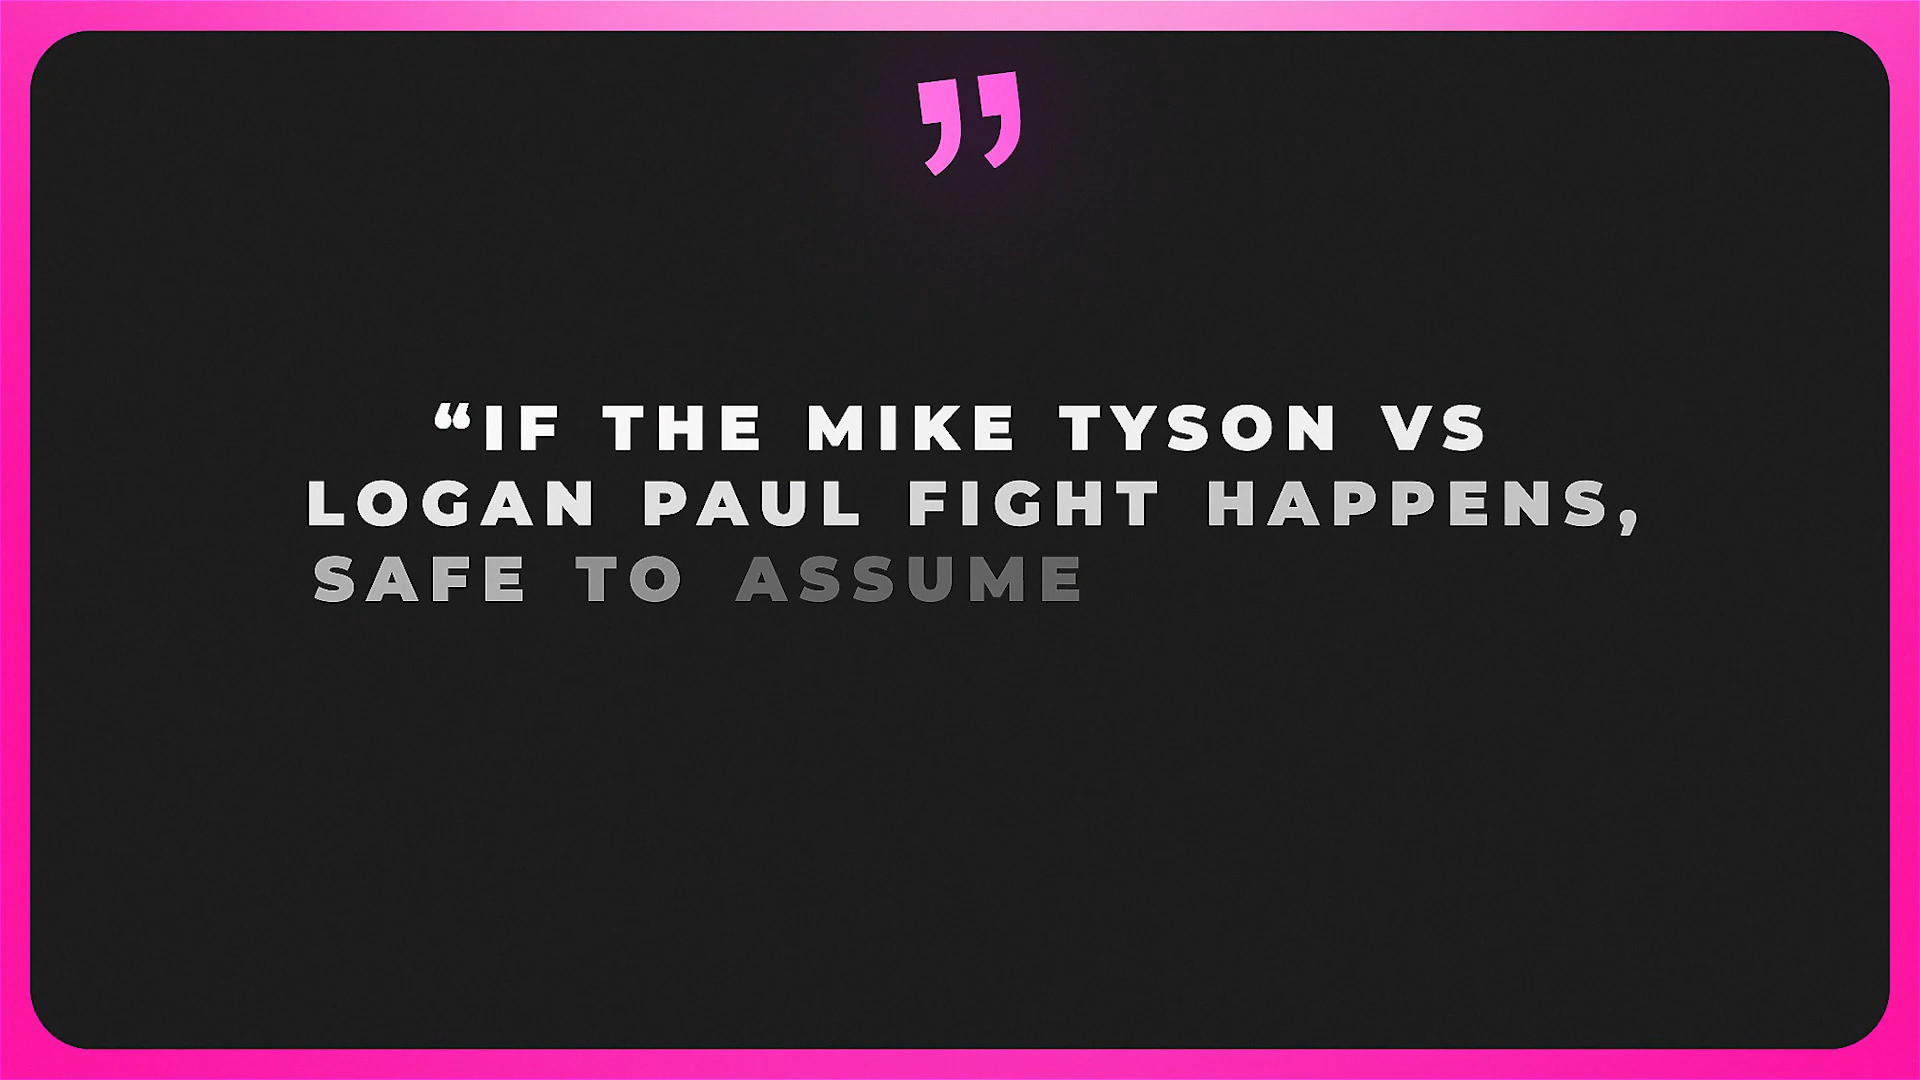 ”
“IF THE MIKE TYSON VS
LOGAN PAUL FIGHT HAPPENS,
SAFE TO ASSUME